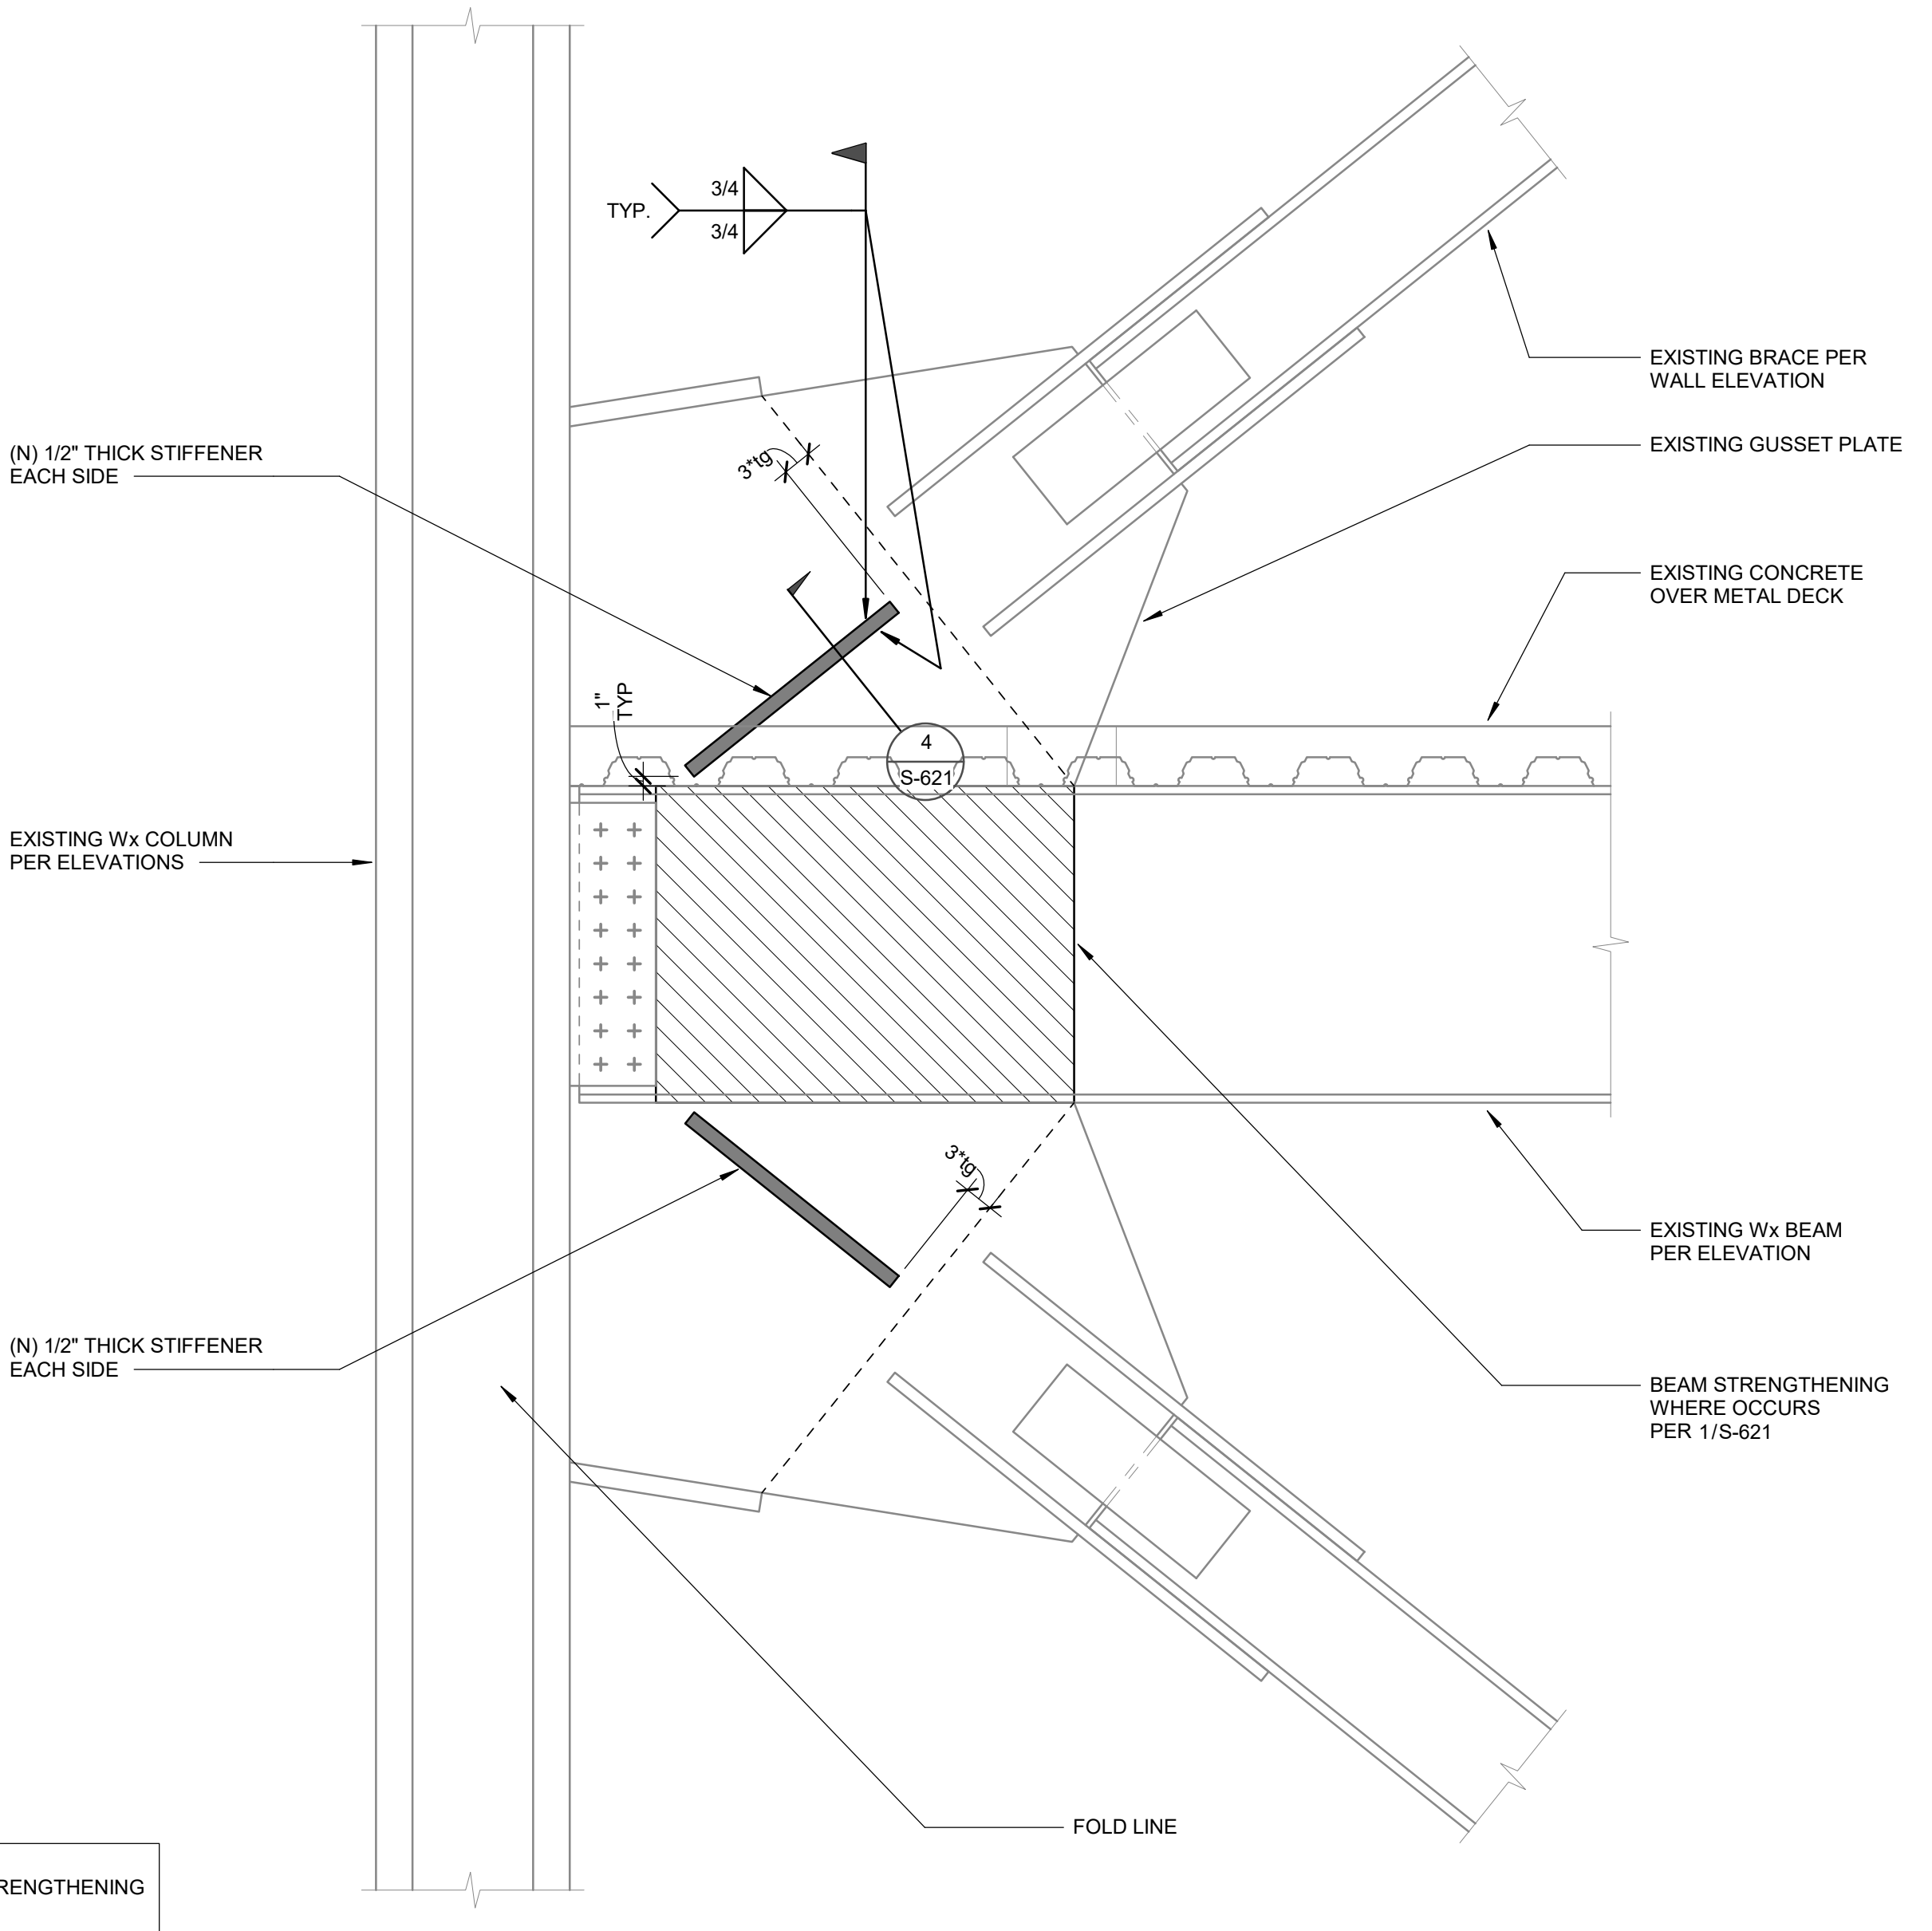 3/4
TYP.
3/4
EXISTING BRACE PER
WALL ELEVATION
EXISTING GUSSET PLATE
(N) 1/2" THICK STIFFENER
EACH SIDE
3*tg
EXISTING CONCRETE
OVER METAL DECK
1"
TYP
4
S-621
EXISTING Wx COLUMN
PER ELEVATIONS
3*tg
EXISTING Wx BEAM
PER ELEVATION
(N) 1/2" THICK STIFFENER
EACH SIDE
BEAM STRENGTHENING
WHERE OCCURS
PER 1/S-621
FOLD LINE
RENGTHENING